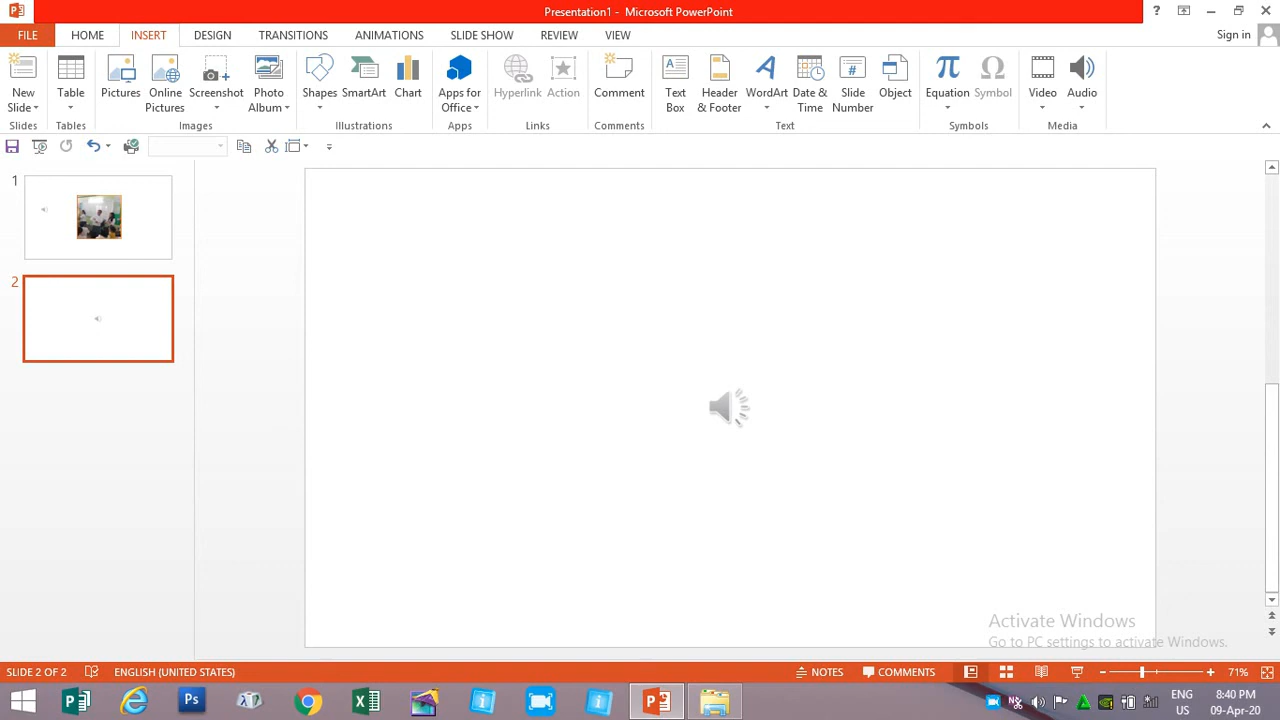 Presentation1 - Microsoft PowerPoint
?
FILE HOME INSERT DESIGN TRANSITIONS ANIMATIONS SLIDE SHOW REVIEW VIEW Sign in
New Slide Table Pictures Online Pictures Screenshot Photo Album Shapes SmartArt Chart Apps for Office Hyperlink Action Comment Text Box Header & Footer WordArt Date & Time Slide Number Object Equation Symbol Video Audio
Slides Tables Images Illustrations Apps Links Comments Text Symbols Media
1
2
Activate Windows
Go to PC settings to activate Windows.
SLIDE 2 OF 2 ENGLISH (UNITED STATES) NOTES COMMENTS 71%
ENG 8:40 PM
US 09-Apr-20